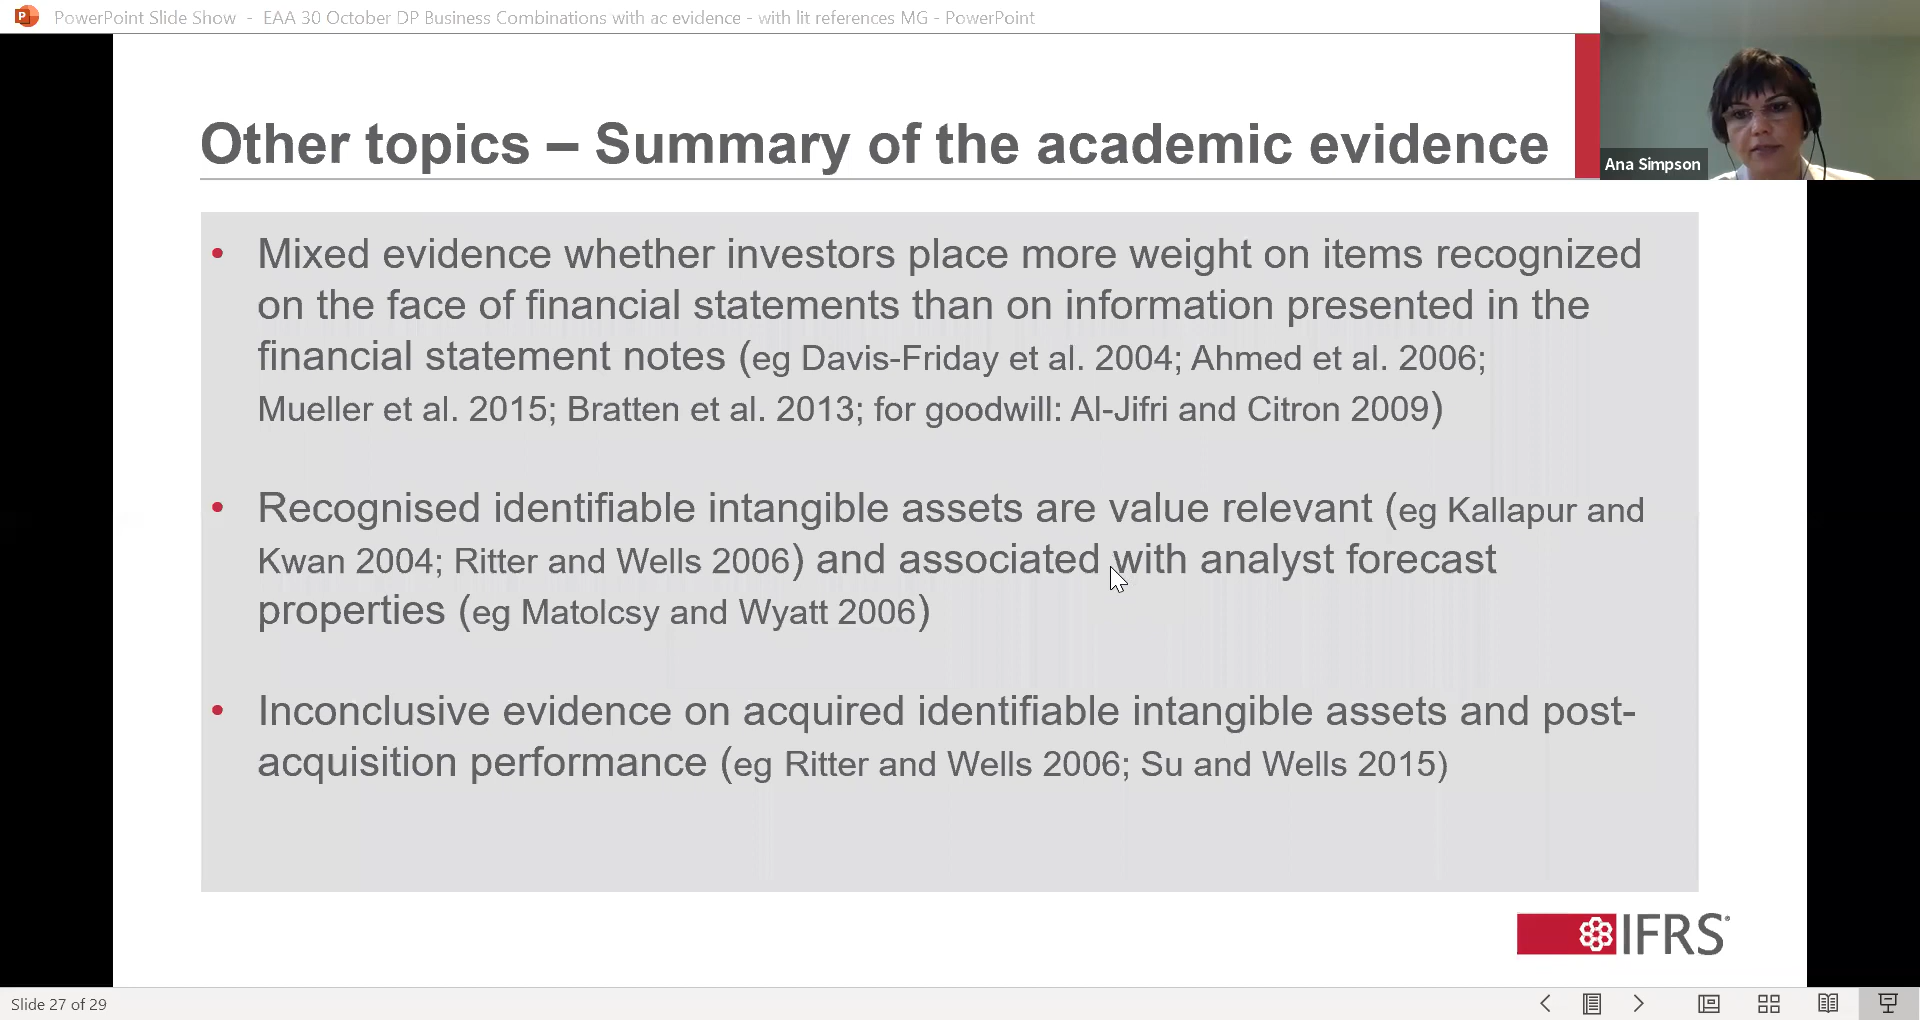 PowerPoint Slide Show - EAA 30 October DP Business Combinations with ac evidence - with lit references MG - PowerPoint
Other topics – Summary of the academic evidence
Ana Simpson
• Mixed evidence whether investors place more weight on items recognized
on the face of financial statements than on information presented in the
financial statement notes (eg Davis-Friday et al. 2004; Ahmed et al. 2006;
Mueller et al. 2015; Bratten et al. 2013; for goodwill: Al-Jifri and Citron 2009)
• Recognised identifiable intangible assets are value relevant (eg Kallapur and
Kwan 2004; Ritter and Wells 2006) and associated with analyst forecast
properties (eg Matolcsy and Wyatt 2006)
• Inconclusive evidence on acquired identifiable intangible assets and post-
acquisition performance (eg Ritter and Wells 2006; Su and Wells 2015)
IFRS
Slide 27 of 29